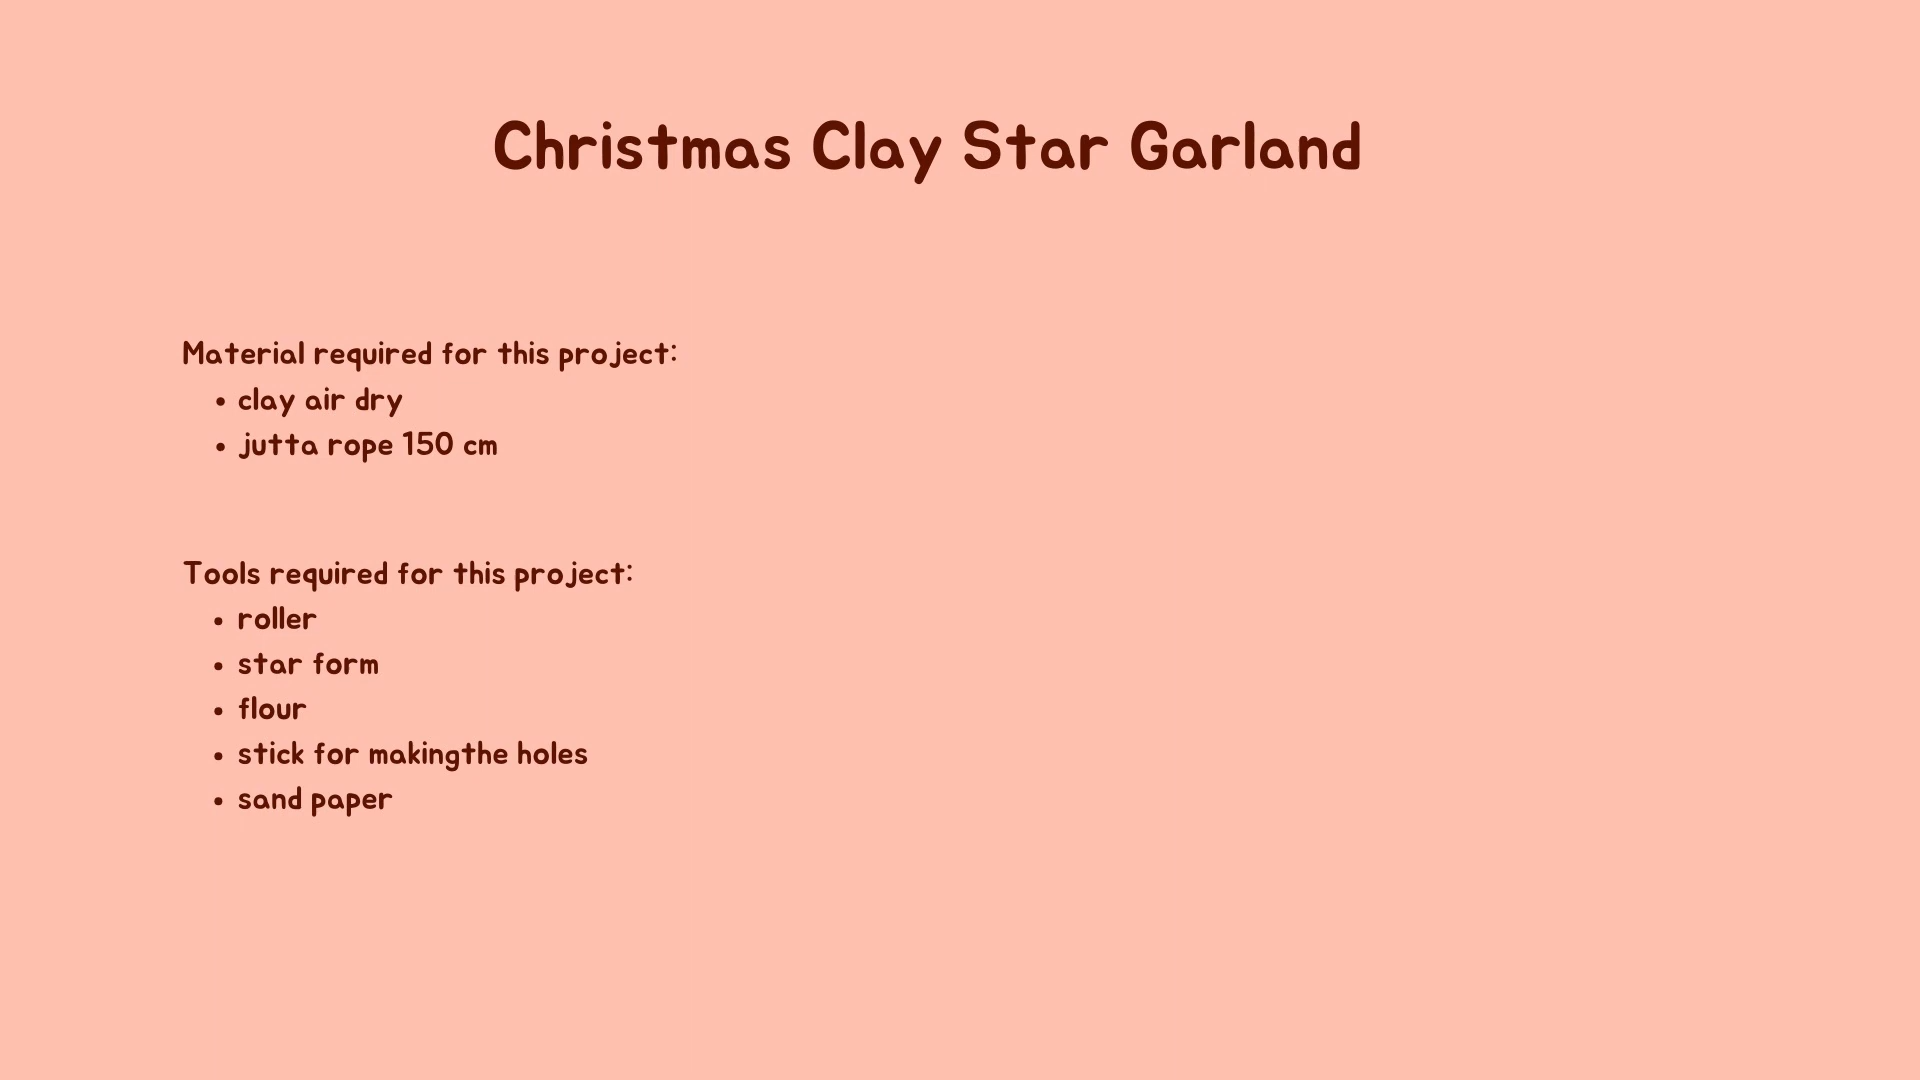 Christmas Clay Star Garland
Material required for this project:
• clay air dry
• jutta rope 150 cm
Tools required for this project:
• roller
• star form
• flour
• stick for makingthe holes
• sand paper